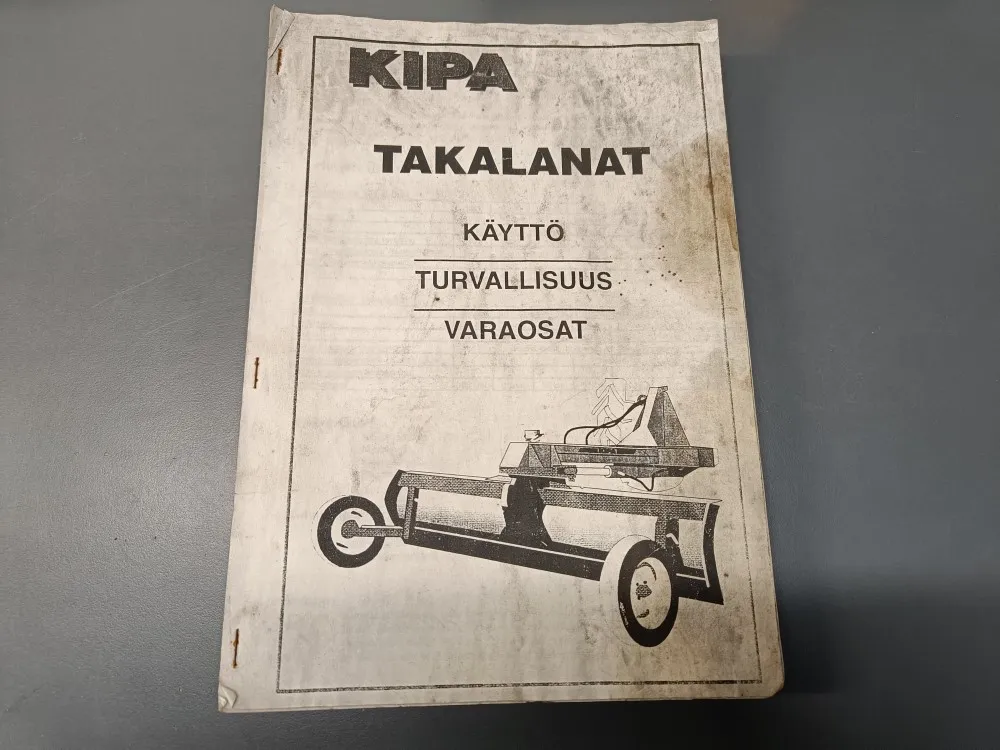 KIPA
TAKALANAT
KÄYTTÖ
TURVALLISUUS
VARAOSAT